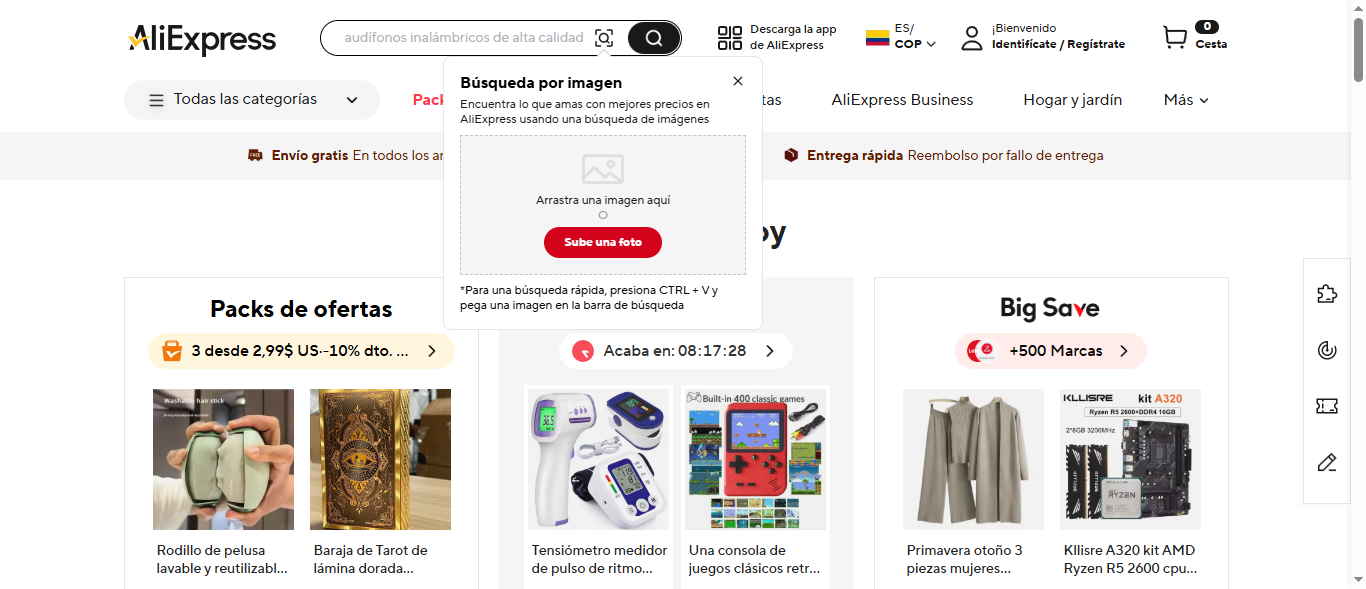 AliExpress
audífonos inalámbricos de alta calidad
Descarga la app
de AliExpress
ES/
COP
¡Bienvenido
Identifícate / Regístrate
0
Cesta
Todas las categorías
AliExpress Business
Hogar y jardín
Más
Búsqueda por imagen
Encuentra lo que amas con mejores precios en
AliExpress usando una búsqueda de imágenes
Arrastra una imagen aquí
O
Sube una foto
*Para una búsqueda rápida, presiona CTRL + V y
pega una imagen en la barra de búsqueda
Envío gratis En todos los
Entrega rápida Reembolso por fallo de entrega
Packs de ofertas
3 desde 2,99$ US·-10% dto. ...
Acaba en: 08:17:28
Big Save
+500 Marcas
Washable hair stick
Built-in 400 classic games
KLLISRE kit A320
Ryzen R5 2600+DDR4 16GB
2*8GB 3200MHz
RYZEN
Rodillo de pelusa
lavable y reutilizabl...
Baraja de Tarot de
lámina dorada...
Tensiómetro medidor
de pulso de ritmo...
Una consola de
juegos clásicos retr...
Primavera otoño 3
piezas mujeres...
Kllisre A320 kit AMD
Ryzen R5 2600 cpu...